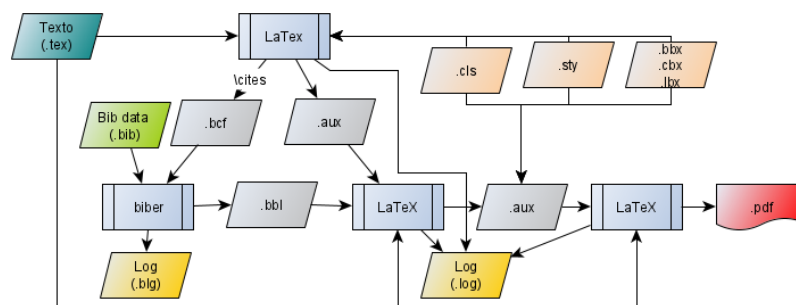 Texto
(.tex)
LaTex
.cls
.sty
.bbx
.cbx
.lbx
\cites
Bib data
(.bib)
.bcf
.aux
biber
.bbl
LaTeX
.aux
LaTeX
.pdf
Log
(.blg)
Log
(.log)